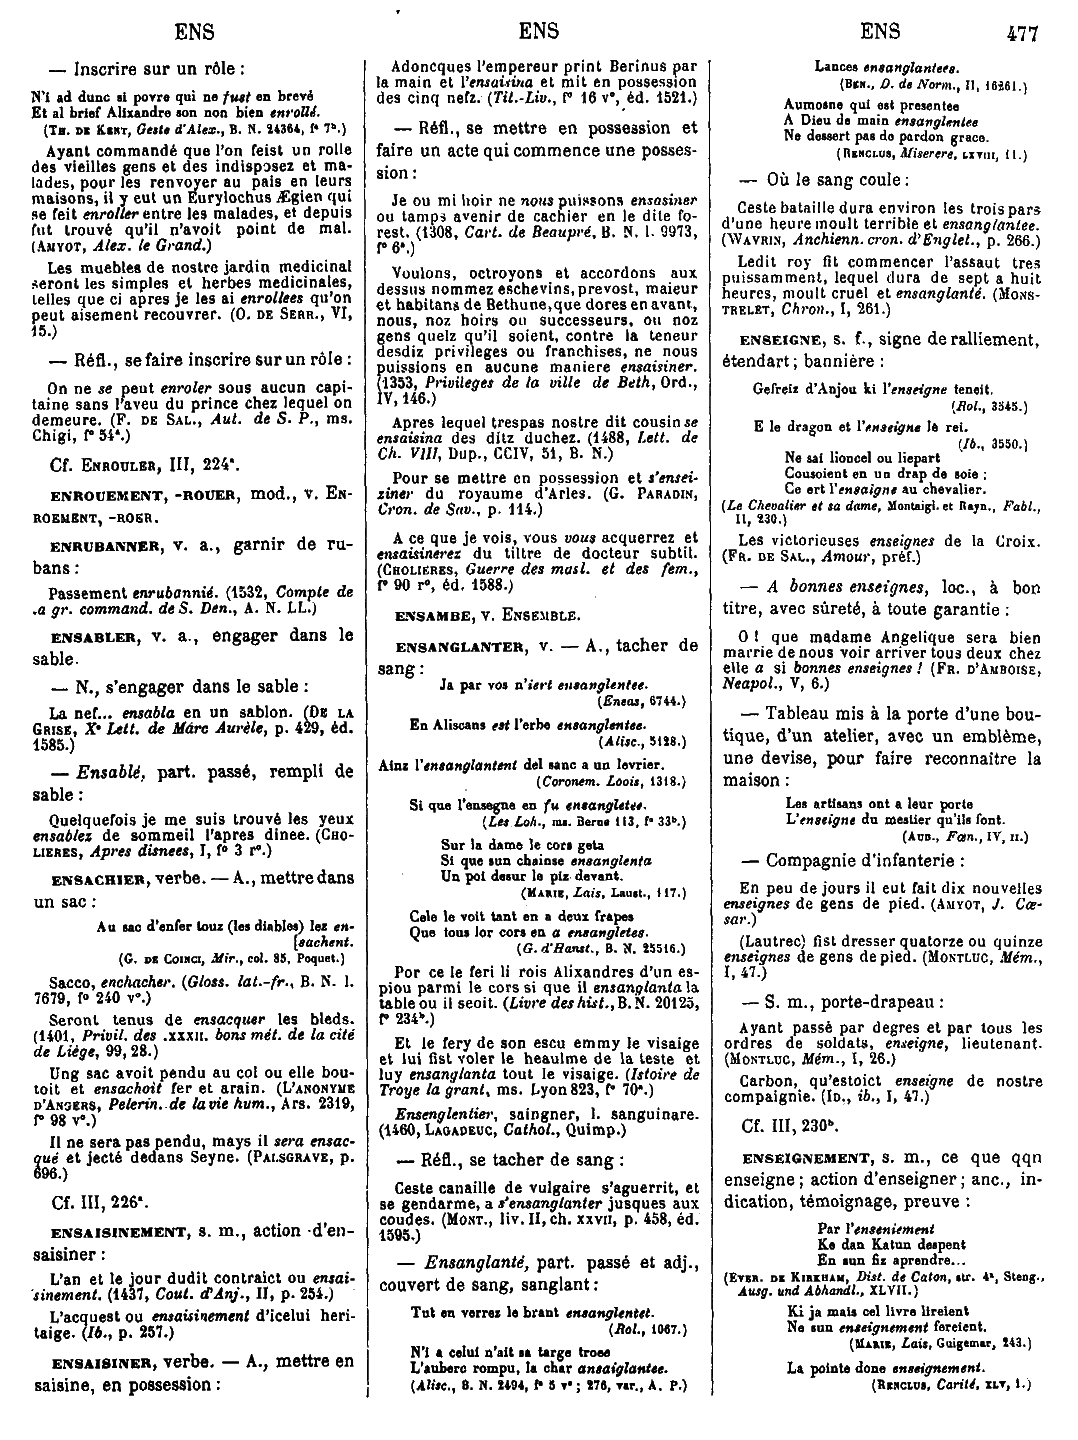 ENS
ENS
ENS 477
— Inscrire sur un rôle :
N'i ad dunc si povre qui ne fust en brevé
Et al brief Alixandre son non bien enrollé.
(TH. DE KENT, Geste d'Alex., B. N. 24364, f° 7ᵇ.)
Ayant commandé que l'on feist un rolle
des vieilles gens et des indisposez et ma-
lades, pour les renvoyer au pais en leurs
maisons, il y eut un Eurylochus Ægien qui
se feit enroller entre les malades, et depuis
fut trouvé qu'il n'avoit point de mal.
(AMYOT, Alex. le Grand.)
Les muebles de nostre jardin medicinal
seront les simples et herbes medicinales,
telles que ci apres je les ai enrollees qu'on
peut aisement recouvrer. (O. DE SERR., VI,
15.)
— Réfl., se faire inscrire sur un rôle :
On ne se peut enroler sous aucun capi-
taine sans l'aveu du prince chez lequel on
demeure. (F. DE SAL., Aut. de S. P., ms.
Chigi, f° 54ᵃ.)
Cf. ENROULER, III, 224ᵃ.
ENROUEMENT, -ROUER, mod., v. EN-
ROEMENT, -ROER.
ENRUBANNER, v. a., garnir de ru-
bans :
Passement enrubannié. (1532, Compte de
.a gr. command. de S. Den., A. N. LL.)
ENSABLER, v. a., engager dans le
sable.
— N., s'engager dans le sable :
La nef... ensabla en un sablon. (DE LA
GRISE, Xᵉ Lett. de Marc Aurèle, p. 429, éd.
1585.)
— Ensablé, part. passé, rempli de
sable :
Quelquefois je me suis trouvé les yeux
ensablez de sommeil l'apres dinee. (CHO-
LIERES, Apres disnees, I, f° 3 r°.)
ENSACHIER, verbe. — A., mettre dans
un sac :
Au sac d'enfer touz (les diables) lez en-
[sachent.
(G. DE COINCI, Mir., col. 85, Poquet.)
Sacco, enchacher. (Gloss. lat.-fr., B. N. l.
7679, f° 240 v°.)
Seront tenus de ensacquer les bleds.
(1401, Privil. des .XXXII. bons mét. de la cité
de Liége, 99, 28.)
Ung sac avoit pendu au col ou elle bou-
toit et ensachoit fer et arain. (L'ANONYME
D'ANGERS, Pelerin. de la vie hum., Ars. 2319,
f° 98 v°.)
Il ne sera pas pendu, mays il sera ensac-
qué et jecté dedans Seyne. (PALSGRAVE, p.
696.)
Cf. III, 226ᵃ.
ENSAISINEMENT, s. m., action d'en-
saisiner :
L'an et le jour dudit contraict ou ensai-
sinement. (1437, Cout. d'Anj., II, p. 254.)
L'acquest ou ensaisinement d'icelui heri-
taige. (Ib., p. 257.)
ENSAISINER, verbe. — A., mettre en
saisine, en possession :
Adoncques l'empereur print Berinus par
la main et l'ensaisina et mit en possession
des cinq nefz. (Tit.-Liv., f° 16 v°, éd. 1521.)
— Réfl., se mettre en possession et
faire un acte qui commence une posses-
sion :
Je ou mi hoir ne nous puissons ensasiner
ou tamps avenir de cachier en le dite fo-
rest. (1308, Cart. de Beaupré, B. N. l. 9973,
f° 6ᵃ.)
Voulons, octroyons et accordons aux
dessus nommez eschevins, prevost, maieur
et habitans de Bethune, que dores en avant,
nous, noz hoirs ou successeurs, ou noz
gens quelz qu'il soient, contre la teneur
desdiz privileges ou franchises, ne nous
puissions en aucune maniere ensaisiner.
(1353, Privileges de la ville de Beth, Ord.,
IV, 146.)
Apres lequel trespas nostre dit cousin se
ensaisina des ditz duchez. (1488, Lett. de
Ch. VIII, Dup., CCIV, 51, B. N.)
Pour se mettre en possession et s'ensei-
ziner du royaume d'Arles. (G. PARADIN,
Cron. de Sav., p. 114.)
A ce que je vois, vous vous acquerrez et
ensaisinerez du tiltre de docteur subtil.
(CHOLIERES, Guerre des masl. et des fem.,
f° 90 r°, éd. 1588.)
ENSAMBE, v. ENSEMBLE.
ENSANGLANTER, v. — A., tacher de
sang :
Ja par vos n'iert ensanglentee.
(Eneas, 6744.)
En Aliscans est l'erbe ensanglentee.
(Alisc., 5128.)
Ainz l'ensanglantent del sanc a un levrier.
(Coronem. Loois, 1318.)
Si que l'ensegne en fu ensangletee.
(Les Loh., ms. Berne 113, f° 33ᵇ.)
Sur la dame le cors geta
Si que sun chainse ensanglenta
Un poi desur le piz devant.
(MARIE, Lais, Laust., 117.)
Cele le voit tant en a deux frapes
Que tous lor cors en a ensangletes.
(G. d'Hanst., B. N. 25516.)
Por ce le feri li rois Alixandres d'un es-
piou parmi le cors si que il ensanglanta la
table ou il seoit. (Livre des hist., B. N. 20125,
f° 234ᵇ.)
Et le fery de son escu emmy le visaige
et lui fist voler le heaulme de la teste et
luy ensanglanta tout le visaige. (Istoire de
Troye la grant, ms. Lyon 823, f° 70ᵃ.)
Ensenglentier, saingner, l. sanguinare.
(1460, LAGADEUC, Cathol., Quimp.)
— Réfl., se tacher de sang :
Ceste canaille de vulgaire s'aguerrit, et
se gendarme, a s'ensanglanter jusques aux
coudes. (MONT., liv. II, ch. XXVII, p. 458, éd.
1595.)
— Ensanglanté, part. passé et adj.,
couvert de sang, sanglant :
Tut en verrez le brant ensanglentet.
(Rol., 1067.)
N'i a celui n'ait sa targe troee
L'auberc rompu, la char ansaiglantee.
(Alisc., B. N. 2494, f° 5 v° ; 276, var., A. P.)
Lances ensanglantees.
(BEN., D. de Norm., II, 16261.)
Aumosne qui est presentee
A Dieu de main ensanglentee
Ne dessert pas de pardon grace.
(RENCLUS, Miserere, LXVIII, 11.)
— Où le sang coule :
Ceste bataille dura environ les trois pars
d'une heure moult terrible et ensanglantee.
(WAVRIN, Anchienn. cron. d'Englet., p. 266.)
Ledit roy fit commencer l'assaut tres
puissamment, lequel dura de sept a huit
heures, moult cruel et ensanglanté. (MONS-
TRELET, Chron., I, 261.)
ENSEIGNE, s. f., signe de ralliement,
étendart ; bannière :
Gefreiz d'Anjou ki l'enseigne teneit.
(Rol., 3545.)
E le dragon et l'enseigne le rei.
(Ib., 3550.)
Ne sai lioncel ou liepart
Cousoient en un drap de soie ;
Ce ert l'ensaigne au chevalier.
(Le Chevalier et sa dame, Montaigl. et Rayn., Fabl.,
II, 230.)
Les victorieuses enseignes de la Croix.
(FR. DE SAL., Amour, préf.)
— A bonnes enseignes, loc., à bon
titre, avec sûreté, à toute garantie :
O ! que madame Angelique sera bien
marrie de nous voir arriver tous deux chez
elle a si bonnes enseignes ! (FR. D'AMBOISE,
Neapol., V, 6.)
— Tableau mis à la porte d'une bou-
tique, d'un atelier, avec un emblème,
une devise, pour faire reconnaître la
maison :
Les artisans ont a leur porte
L'enseigne du mestier qu'ils font.
(AUB., Fœn., IV, II.)
— Compagnie d'infanterie :
En peu de jours il eut fait dix nouvelles
enseignes de gens de pied. (AMYOT, J. Cæ-
sar.)
(Lautrec) fist dresser quatorze ou quinze
enseignes de gens de pied. (MONTLUC, Mém.,
I, 47.)
— S. m., porte-drapeau :
Ayant passé par degres et par tous les
ordres de soldats, enseigne, lieutenant.
(MONTLUC, Mém., I, 26.)
Carbon, qu'estoict enseigne de nostre
compaignie. (ID., ib., I, 47.)
Cf. III, 230ᵇ.
ENSEIGNEMENT, s. m., ce que qqn
enseigne ; action d'enseigner ; anc., in-
dication, témoignage, preuve :
Par l'enseniement
Ke dan Katun despent
En sun fiz aprendre...
(EVER. DE KIRKHAM, Dist. de Caton, str. 4ᵃ, Steng.,
Ausg. und Abhandl., XLVII.)
Ki ja mais cel livre lireient
Ne sun enseignement fereient.
(MARIE, Lais, Guigemar, 243.)
La pointe done enseignement.
(RENCLUS, Carité, XLV, 1.)